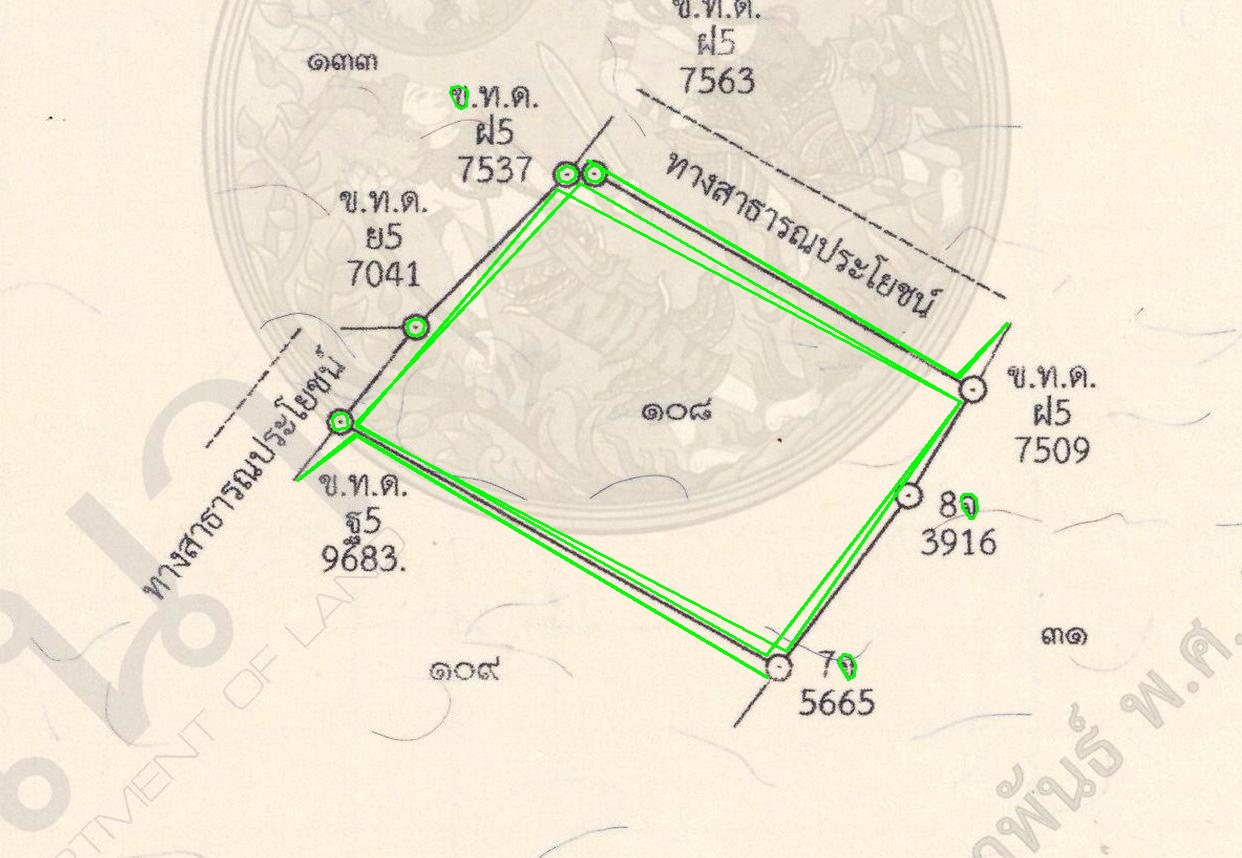 ข.ท.ด.
ฝ5
7563
๑๓๓
ข.ท.ด.
ฝ5
7537
ข.ท.ด.
ย5
7041
ทางสาธารณประโยชน์
ข.ท.ด.
ฝ5
7509
๑๐๘
ทางสาธารณประโยชน์
ข.ท.ด.
ฐ5
9683.
8จ
3916
๓๑
7จ
5665
๑๐๙
TMENT OF LAND
พันธ์ พ.ศ.